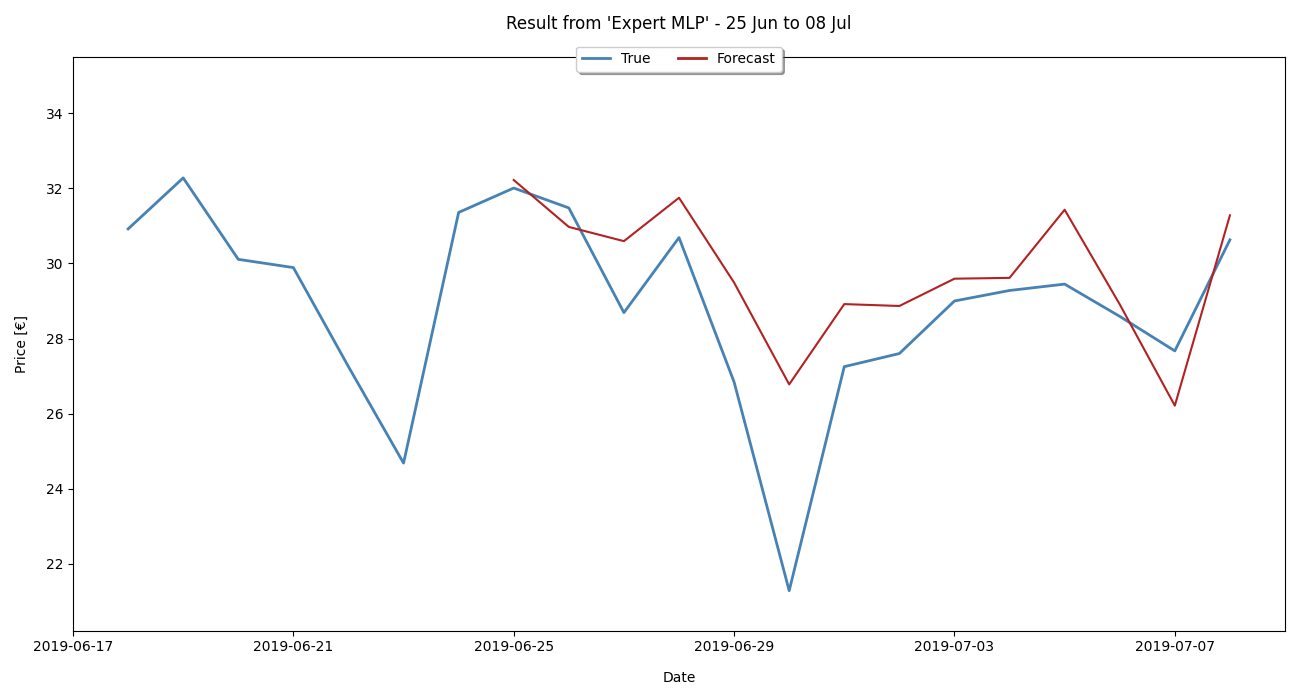 Result from 'Expert MLP' - 25 Jun to 08 Jul
True Forecast
34
32
30
28
26
24
22
Price [€]
2019-06-17 2019-06-21 2019-06-25 2019-06-29 2019-07-03 2019-07-07
Date